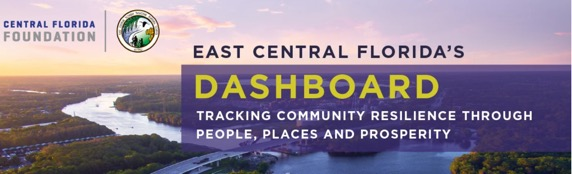 CENTRAL FLORIDA
FOUNDATION
EAST CENTRAL FLORIDA'S
DASHBOARD
TRACKING COMMUNITY RESILIENCE THROUGH
PEOPLE, PLACES AND PROSPERITY